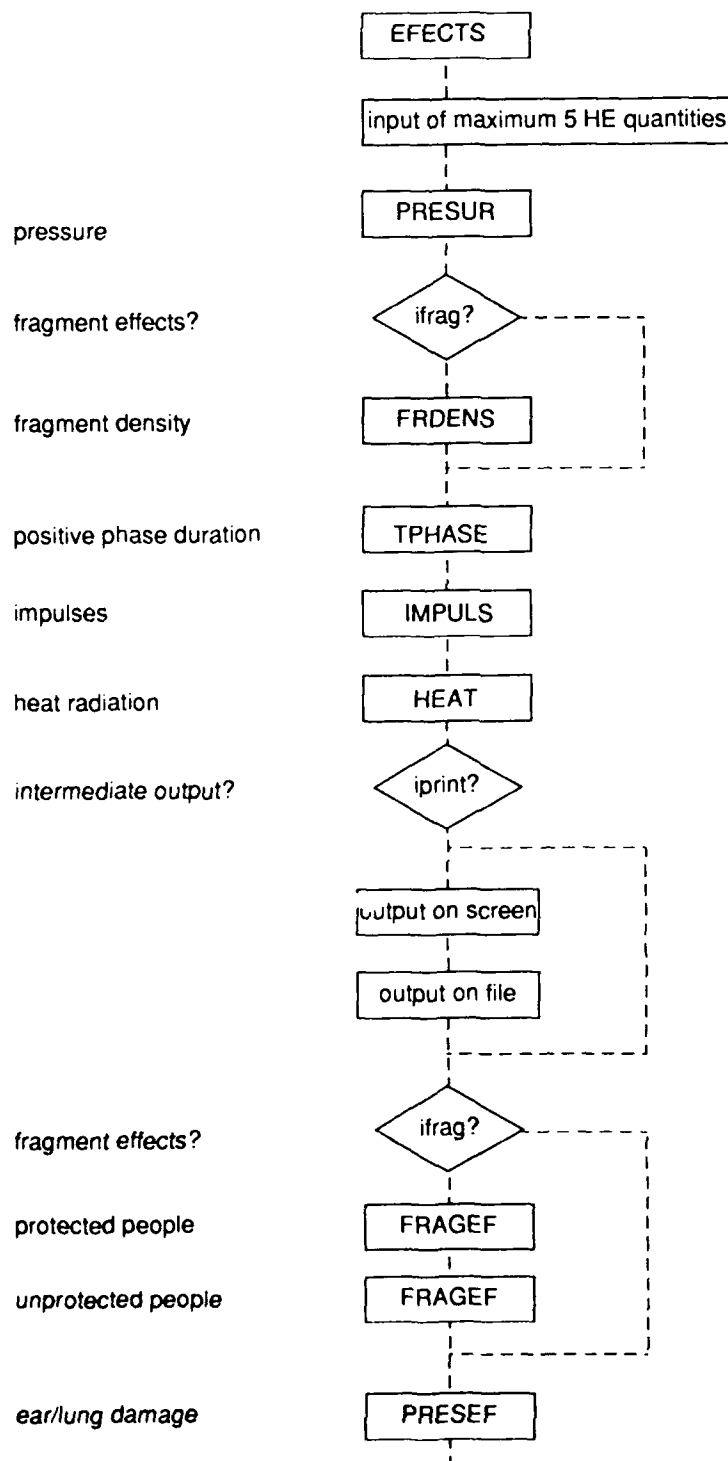 EFECTS
input of maximum 5 HE quantities
pressure PRESUR
fragment effects? ifrag?
fragment density FRDENS
positive phase duration TPHASE
impulses IMPULS
heat radiation HEAT
intermediate output? iprint?
output on screen
output on file
fragment effects? ifrag?
protected people FRAGEF
unprotected people FRAGEF
ear/lung damage PRESEF